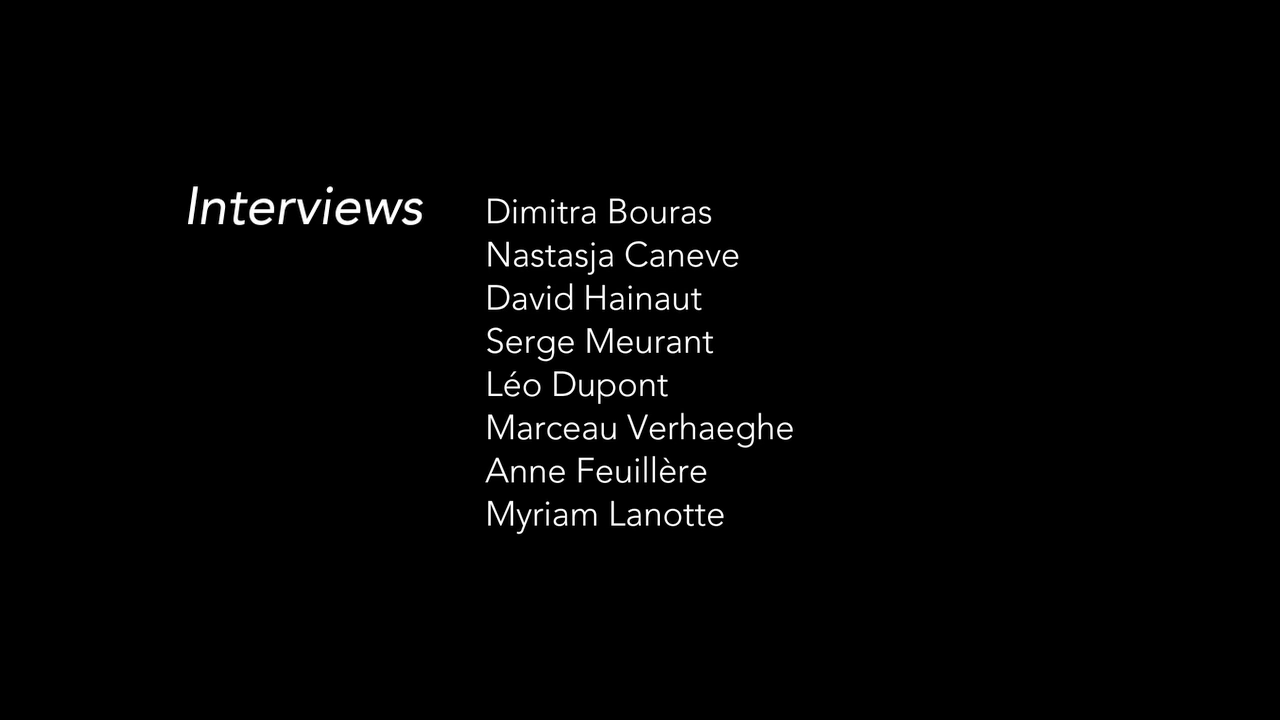 Interviews
Dimitra Bouras
Nastasja Caneve
David Hainaut
Serge Meurant
Léo Dupont
Marceau Verhaeghe
Anne Feuillère
Myriam Lanotte